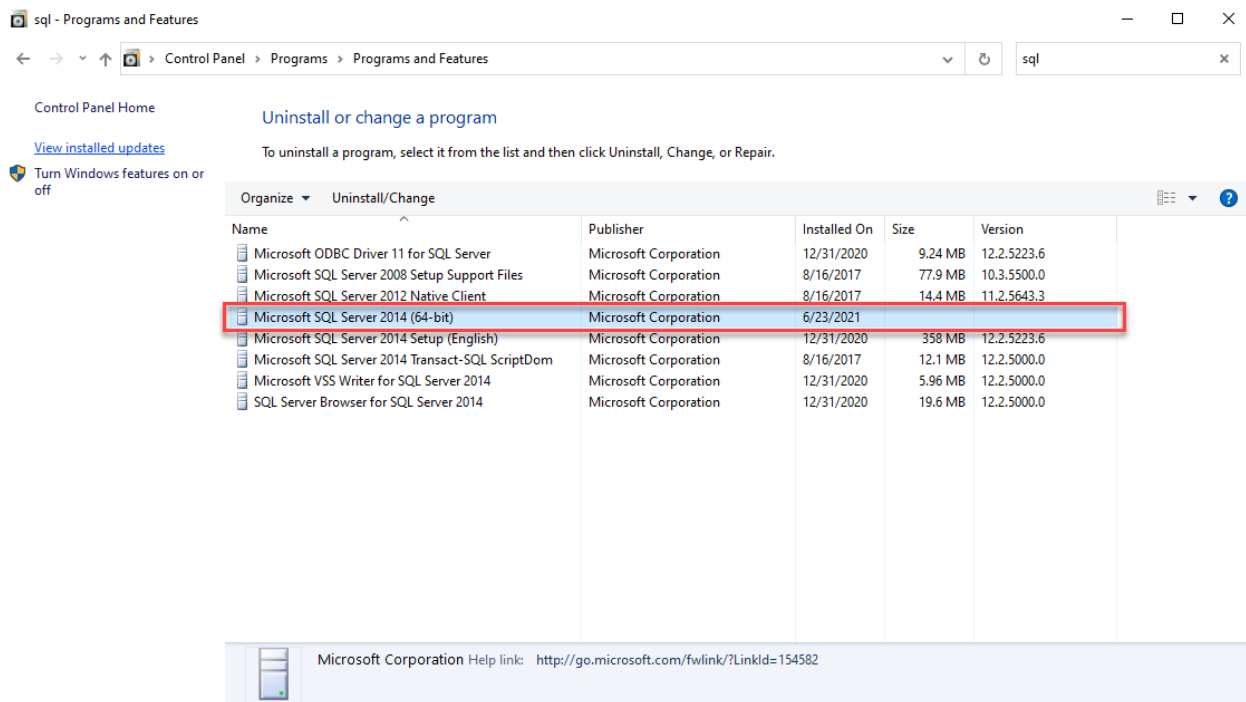 sql - Programs and Features
Control Panel > Programs > Programs and Features
sql
Control Panel Home
View installed updates
Turn Windows features on or
off
Uninstall or change a program
To uninstall a program, select it from the list and then click Uninstall, Change, or Repair.
Organize Uninstall/Change
Name Publisher Installed On Size Version
Microsoft ODBC Driver 11 for SQL Server Microsoft Corporation 12/31/2020 9.24 MB 12.2.5223.6
Microsoft SQL Server 2008 Setup Support Files Microsoft Corporation 8/16/2017 77.9 MB 10.3.5500.0
Microsoft SQL Server 2012 Native Client Microsoft Corporation 8/16/2017 14.4 MB 11.2.5643.3
Microsoft SQL Server 2014 (64-bit) Microsoft Corporation 6/23/2021
Microsoft SQL Server 2014 Setup (English) Microsoft Corporation 12/31/2020 358 MB 12.2.5223.6
Microsoft SQL Server 2014 Transact-SQL ScriptDom Microsoft Corporation 8/16/2017 12.1 MB 12.2.5000.0
Microsoft VSS Writer for SQL Server 2014 Microsoft Corporation 12/31/2020 5.96 MB 12.2.5000.0
SQL Server Browser for SQL Server 2014 Microsoft Corporation 12/31/2020 19.6 MB 12.2.5000.0
Microsoft Corporation Help link: http://go.microsoft.com/fwlink/?LinkId=154582